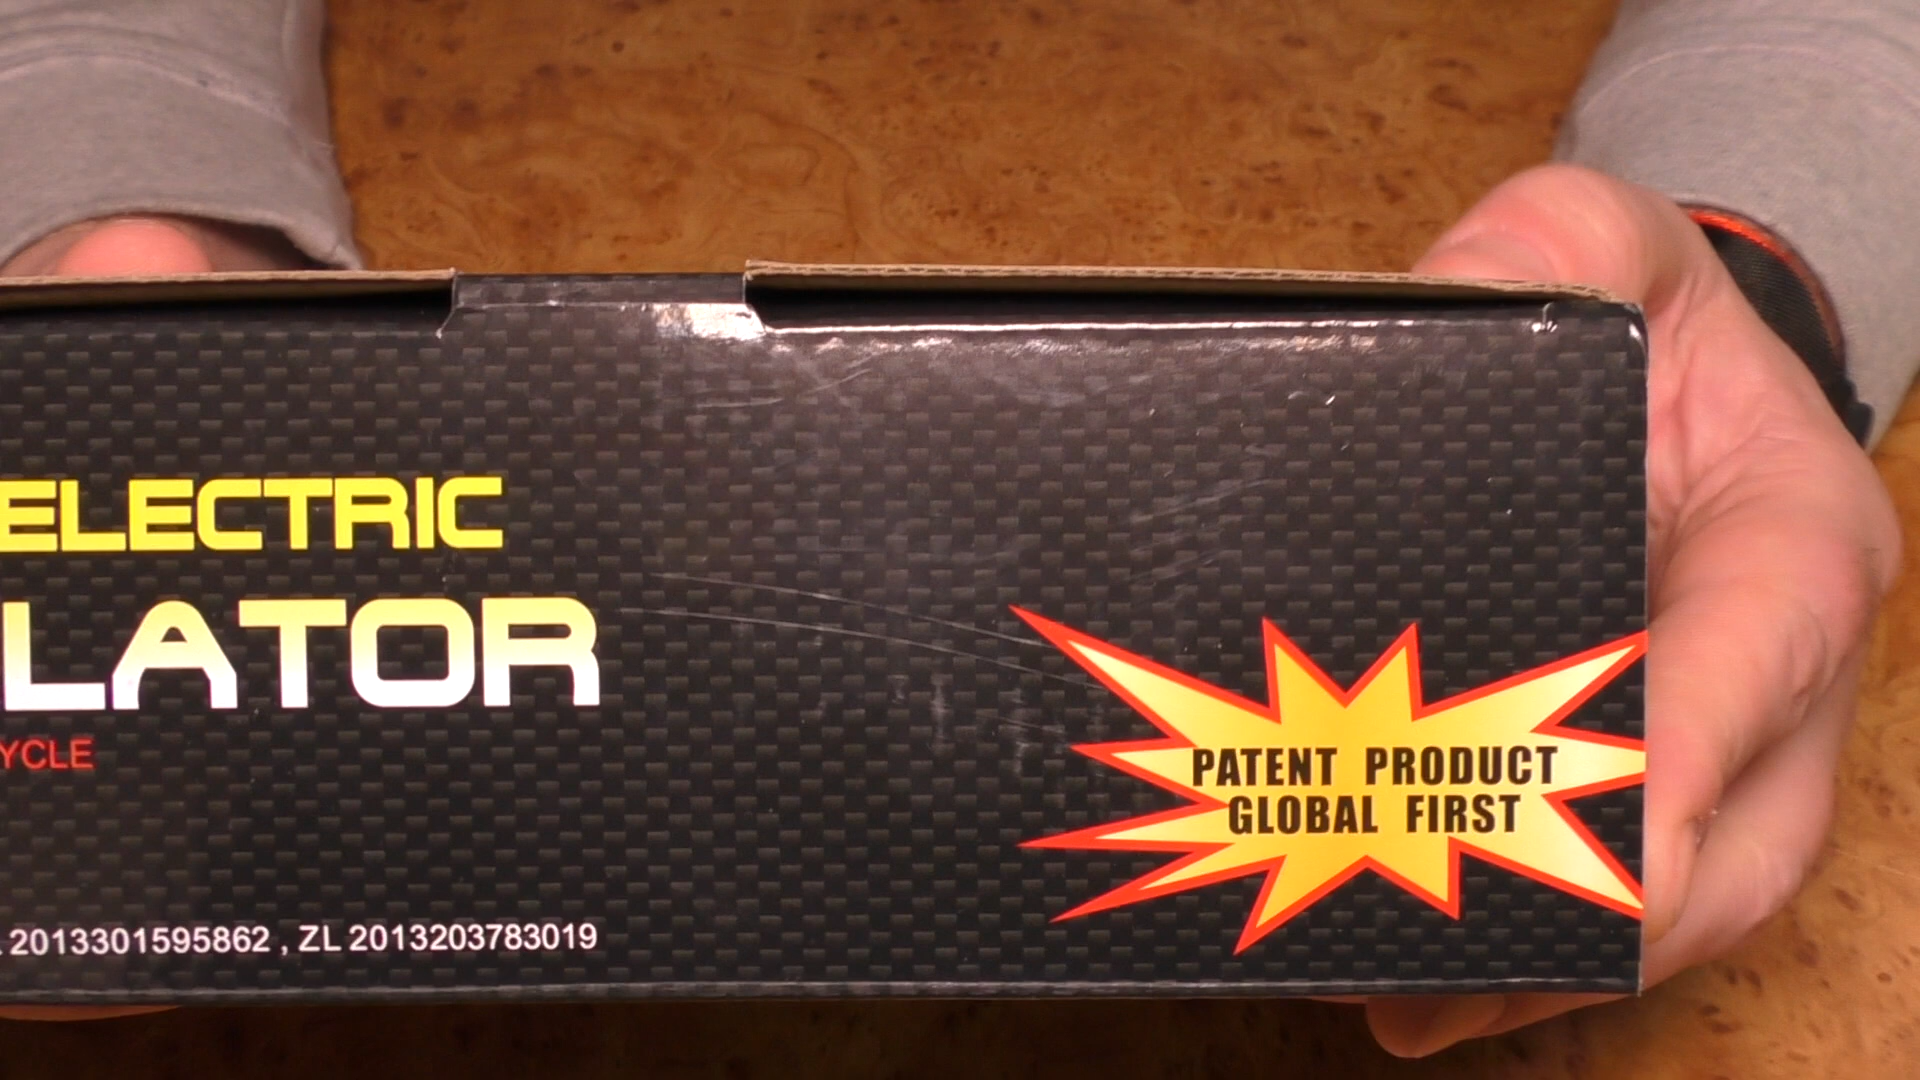 ELECTRIC
LATOR
YCLE
PATENT PRODUCT
GLOBAL FIRST
2013301595862 , ZL 2013203783019